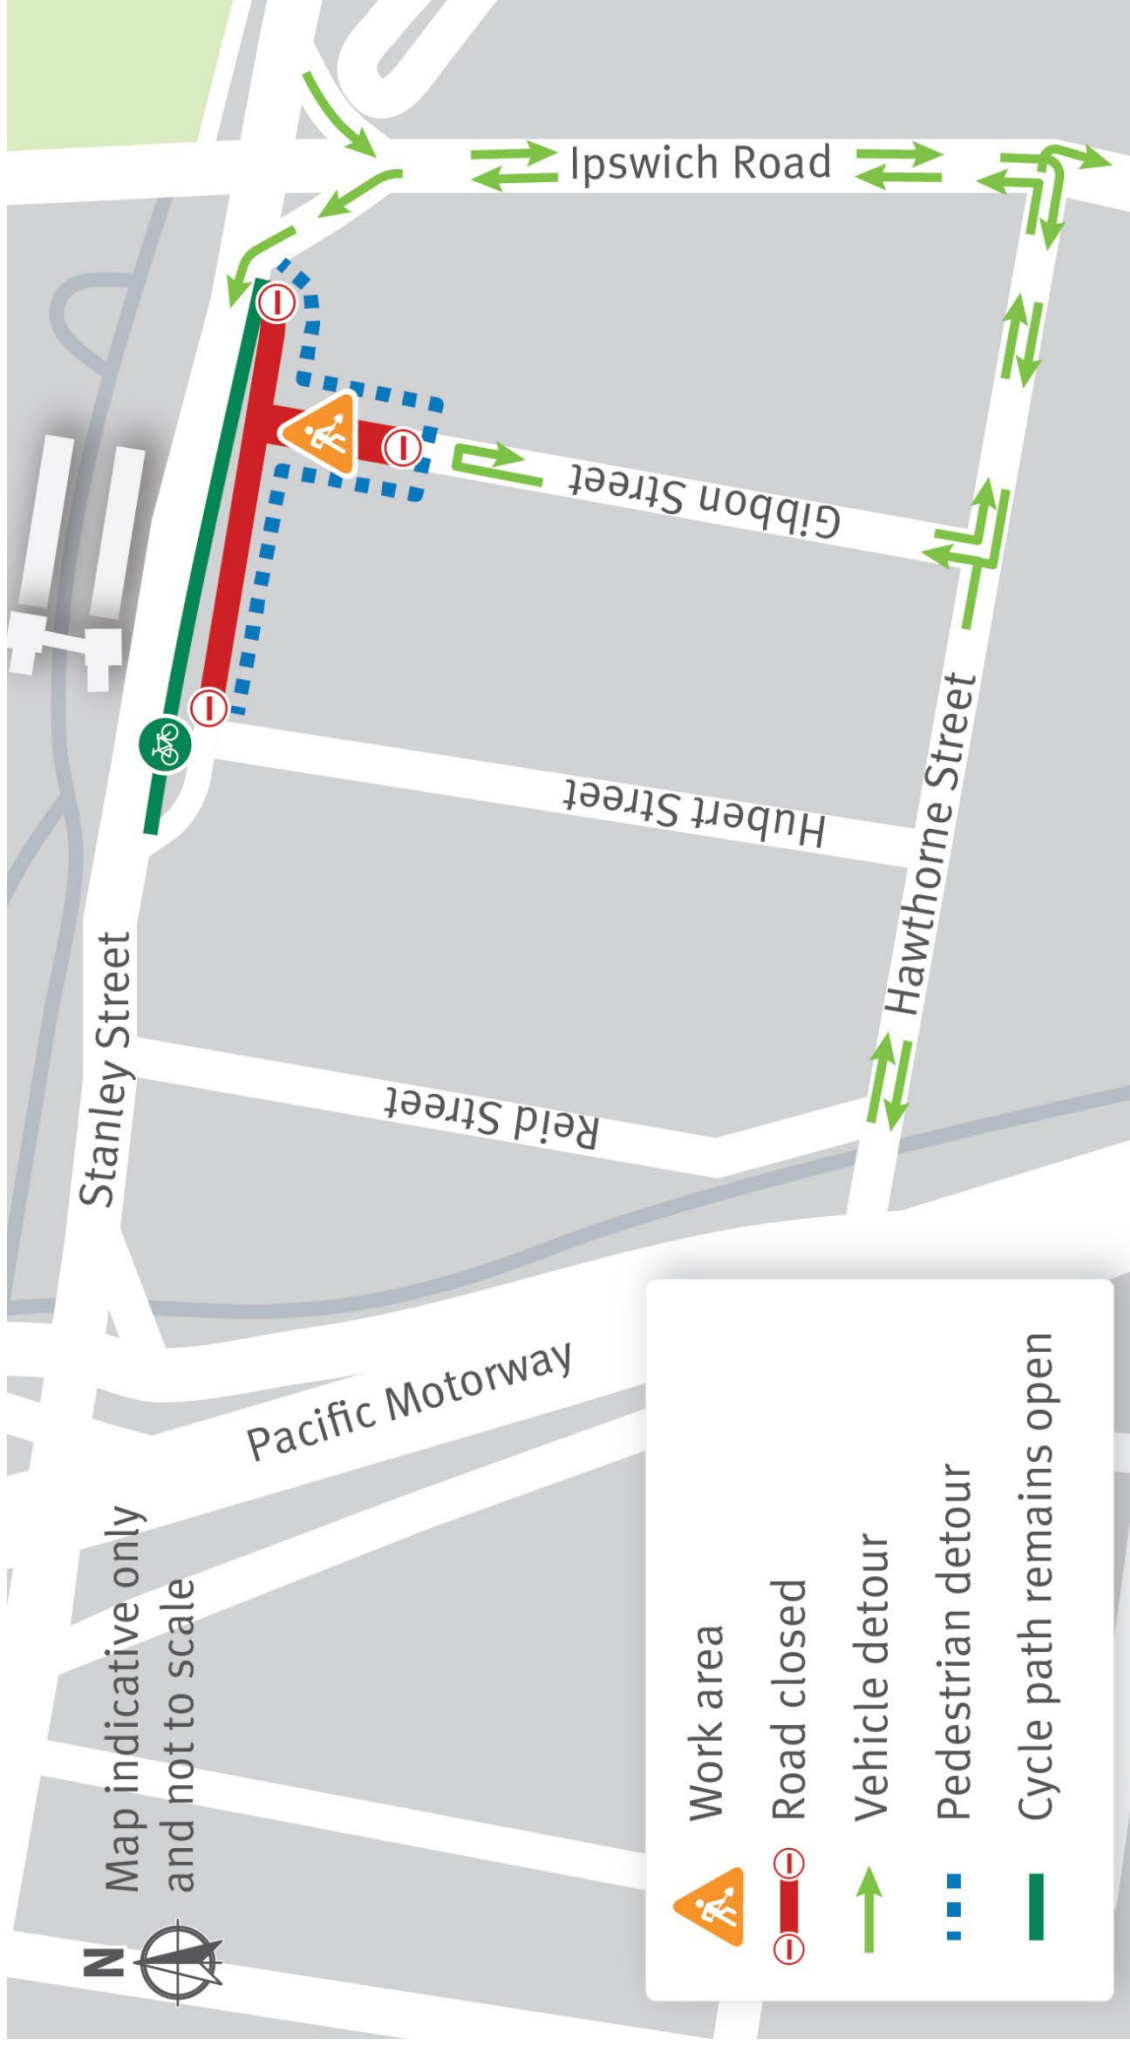 Map indicative only
and not to scale
N
Stanley Street
Pacific Motorway
Reid Street
Hubert Street
Gibbon Street
Hawthorne Street
Ipswich Road
Work area
Road closed
Vehicle detour
Pedestrian detour
Cycle path remains open